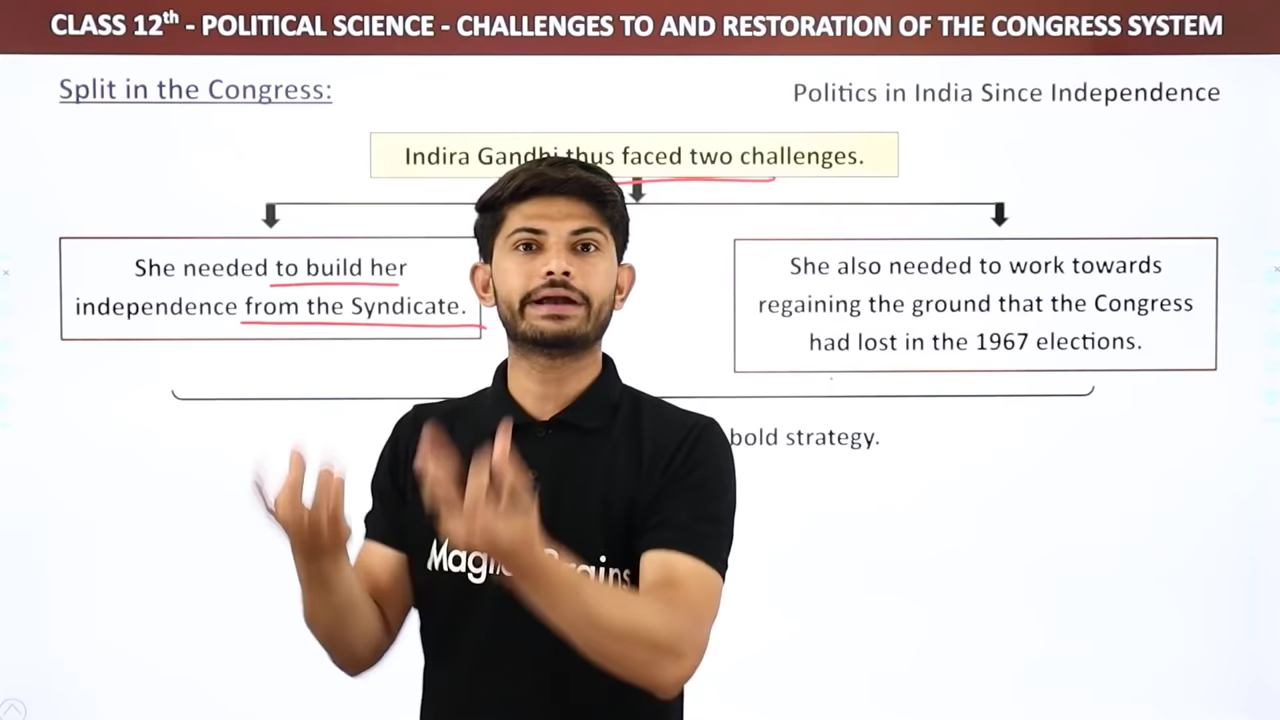 CLASS 12th - POLITICAL SCIENCE - CHALLENGES TO AND RESTORATION OF THE CONGRESS SYSTEM
Split in the Congress:
Politics in India Since Independence
Indira Gandhi thus faced two challenges.
She needed to build her
independence from the Syndicate.
She also needed to work towards
regaining the ground that the Congress
had lost in the 1967 elections.
bold strategy.